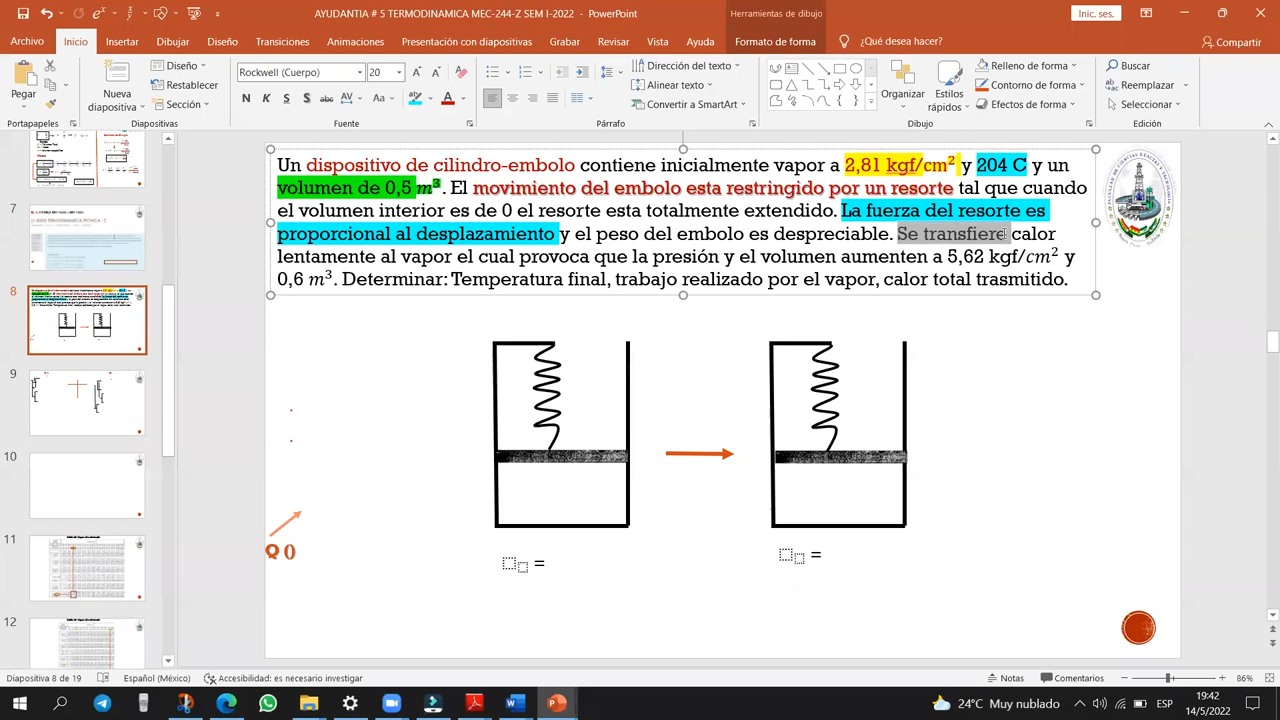 AYUDANTIA # 5 TERMODINAMICA MEC-244-Z SEM I-2022 - PowerPoint
Herramientas de dibujo
Inic. ses.
Archivo Inicio Insertar Dibujar Diseño Transiciones Animaciones Presentación con diapositivas Grabar Revisar Vista Ayuda Formato de forma ¿Qué desea hacer? Compartir
Pegar
Nueva diapositiva
Diseño
Restablecer
Sección
Rockwell (Cuerpo) 20
N K S S abc AV Aa
Dirección del texto
Alinear texto
Convertir a SmartArt
Organizar
Estilos rápidos
Relleno de forma
Contorno de forma
Efectos de forma
Buscar
Reemplazar
Seleccionar
Portapapeles Diapositivas Fuente Párrafo Dibujo Edición
Un dispositivo de cilindro-embolo contiene inicialmente vapor a 2,81 kgf/cm² y 204 C y un
volumen de 0,5 m³. El movimiento del embolo esta restringido por un resorte tal que cuando
el volumen interior es de 0 el resorte esta totalmente extendido. La fuerza del resorte es
proporcional al desplazamiento y el peso del embolo es despreciable. Se transfiere calor
lentamente al vapor el cual provoca que la presión y el volumen aumenten a 5,62 kgf/cm² y
0,6 m³. Determinar: Temperatura final, trabajo realizado por el vapor, calor total trasmitido.
7
8
9
10
11
12
Q ()
=
=
Diapositiva 8 de 19 Español (México) Accesibilidad: es necesario investigar Notas Comentarios 86%
24°C Muy nublado ESP 19:42
14/5/2022